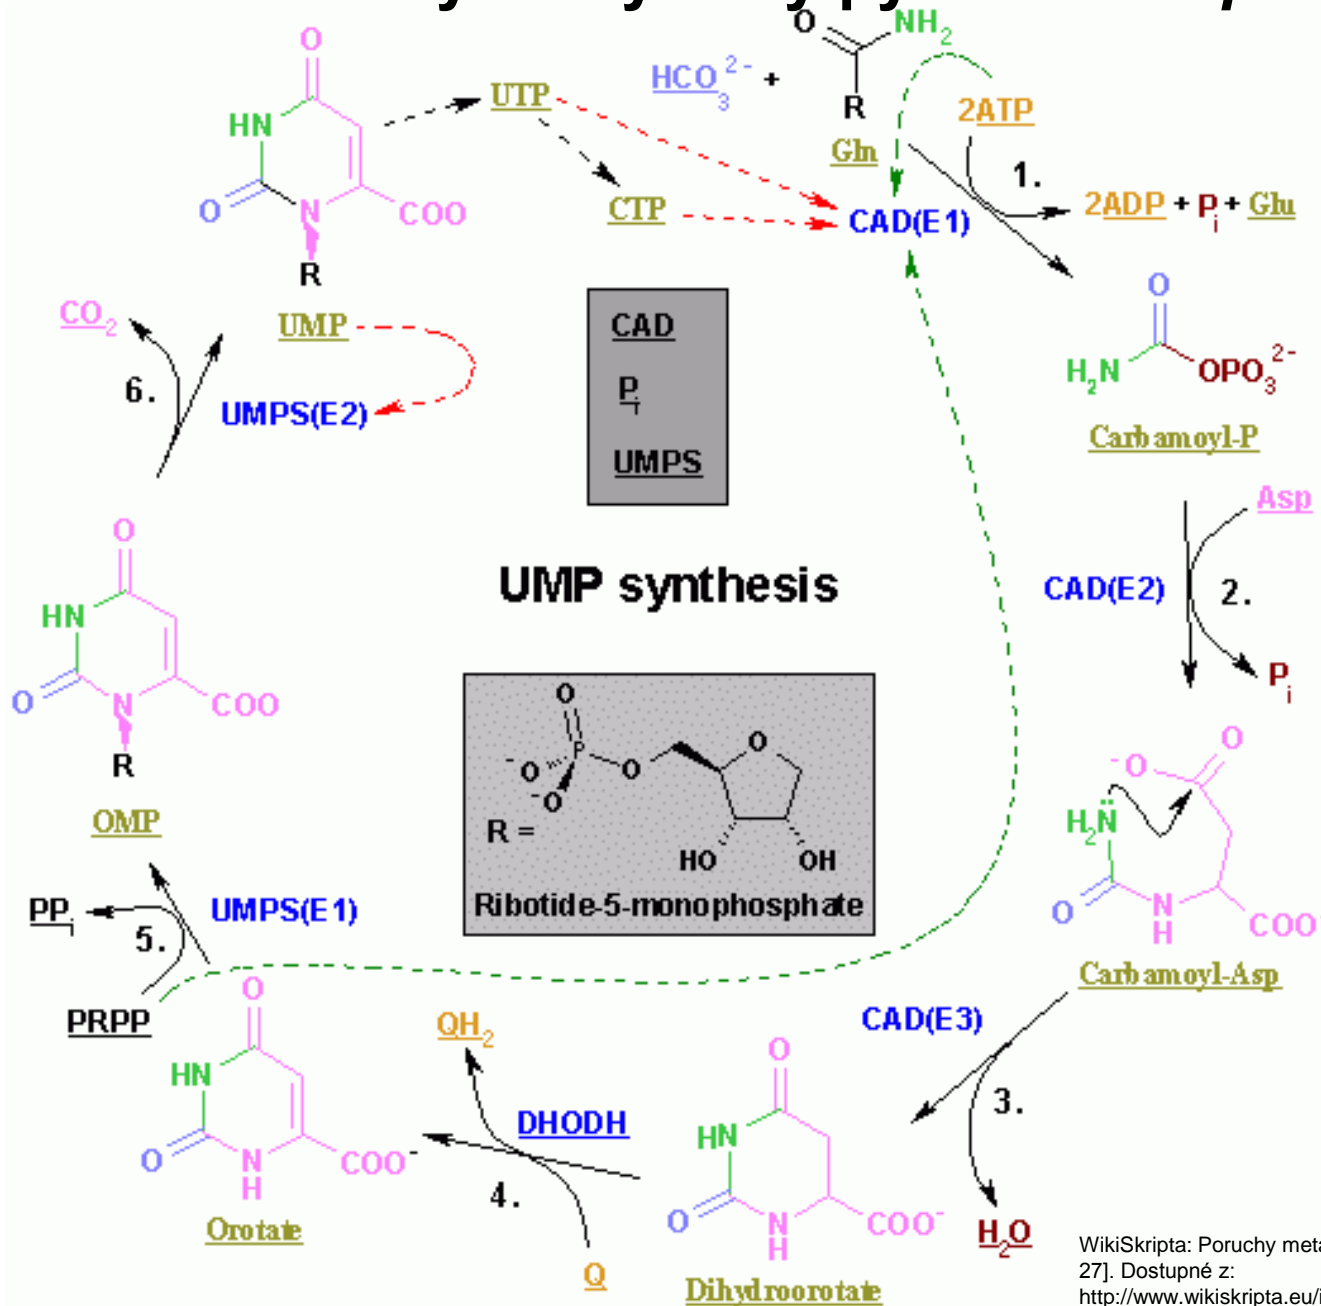 O
NH2
HCO3 2- +
R
Gln
2ATP
1.
2ADP + Pi + Glu
UTP
CTP
CAD(E1)
O
HN
O
N
COO
R
UMP
CO2
6.
UMPS(E2)
CAD
Pi
UMPS
O
H2N
OPO3 2-
Carbamoyl-P
Asp
CAD(E2)
2.
Pi
UMP synthesis
O
HN
O
N
COO
R
OMP
O
P
-O
-O
O
O
R =
HO
OH
Ribotide-5-monophosphate
-O
O
H2N
O
N
H
COO
Carbamoyl-Asp
PPi
5.
UMPS(E1)
PRPP
O
HN
O
N
H
COO-
Orotate
QH2
DHODH
4.
Q
CAD(E3)
3.
H2O
O
HN
O
N
H
COO-
Dihydroorotate
WikiSkripta: Poruchy meta
27]. Dostupné z:
http://www.wikiskripta.eu/i